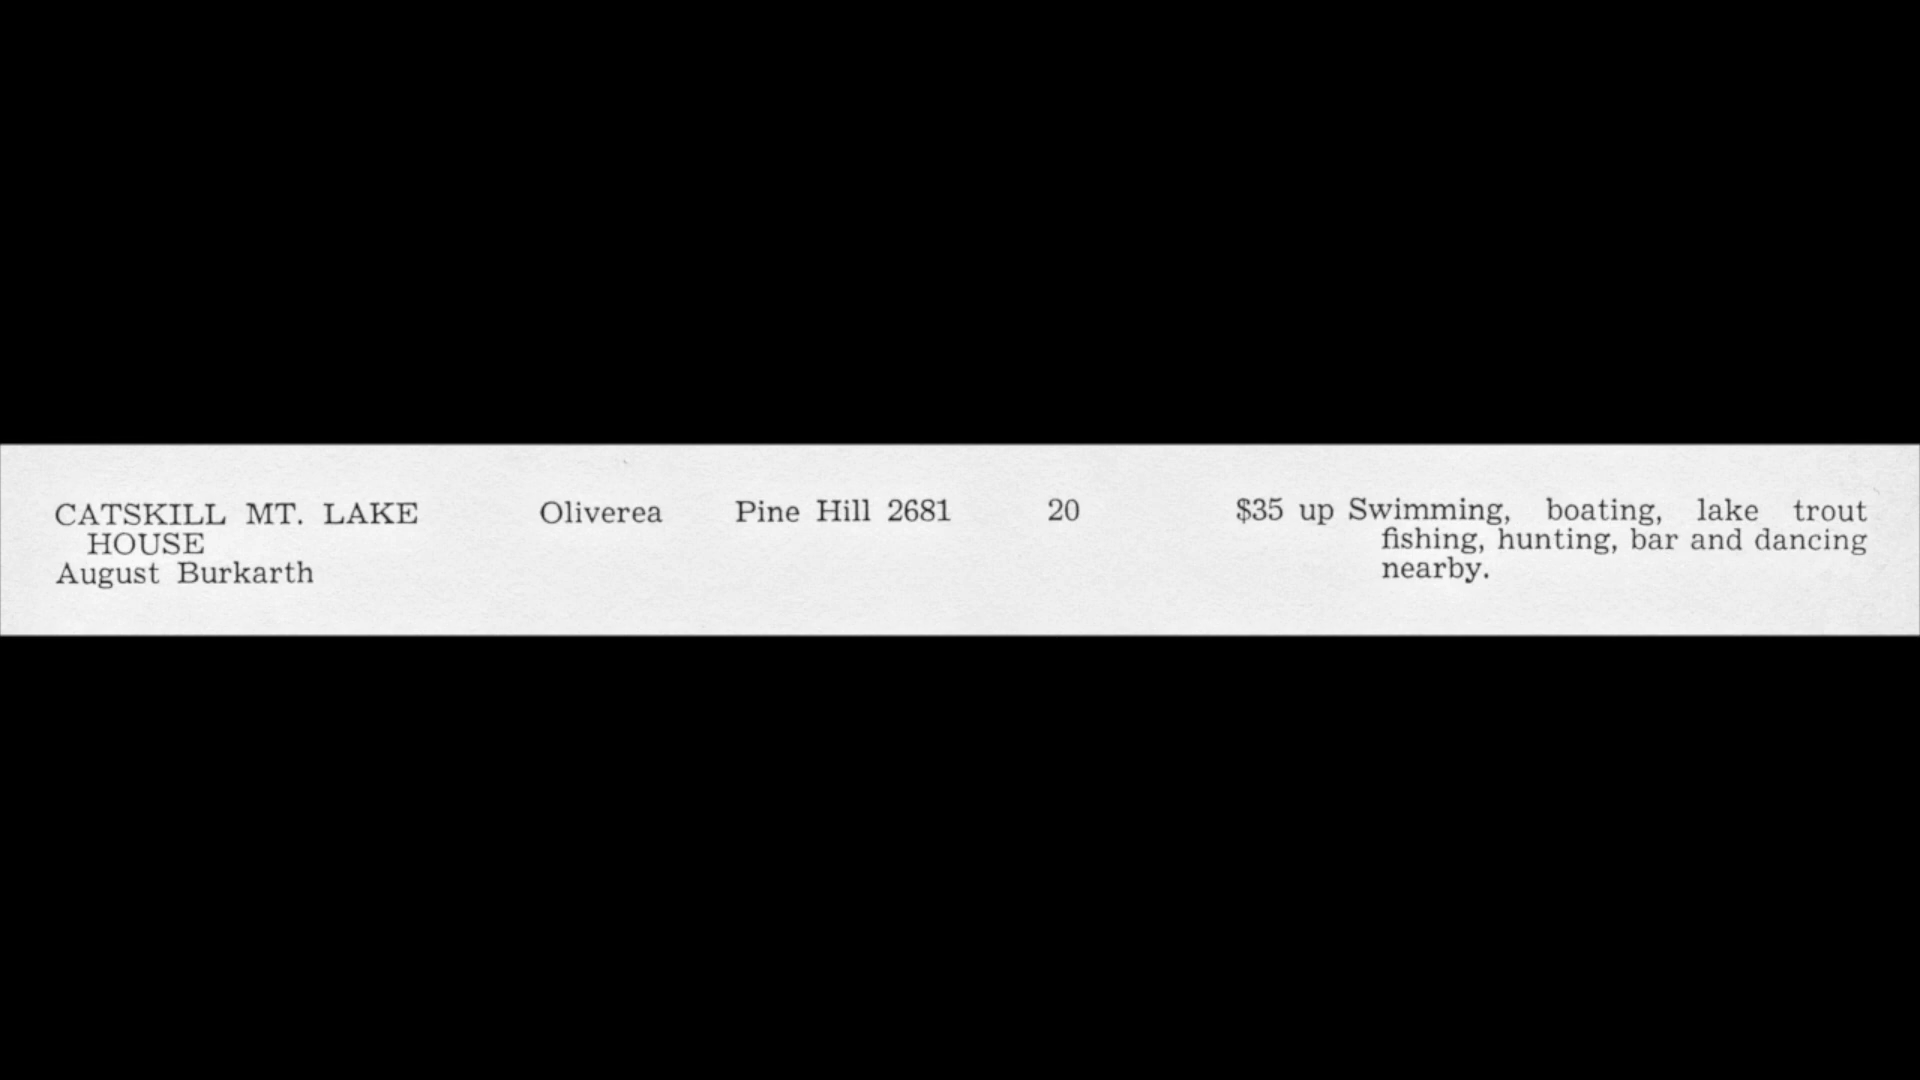 CATSKILL MT. LAKE Oliverea Pine Hill 2681 20 $35 up Swimming, boating, lake trout
HOUSE fishing, hunting, bar and dancing
August Burkarth nearby.